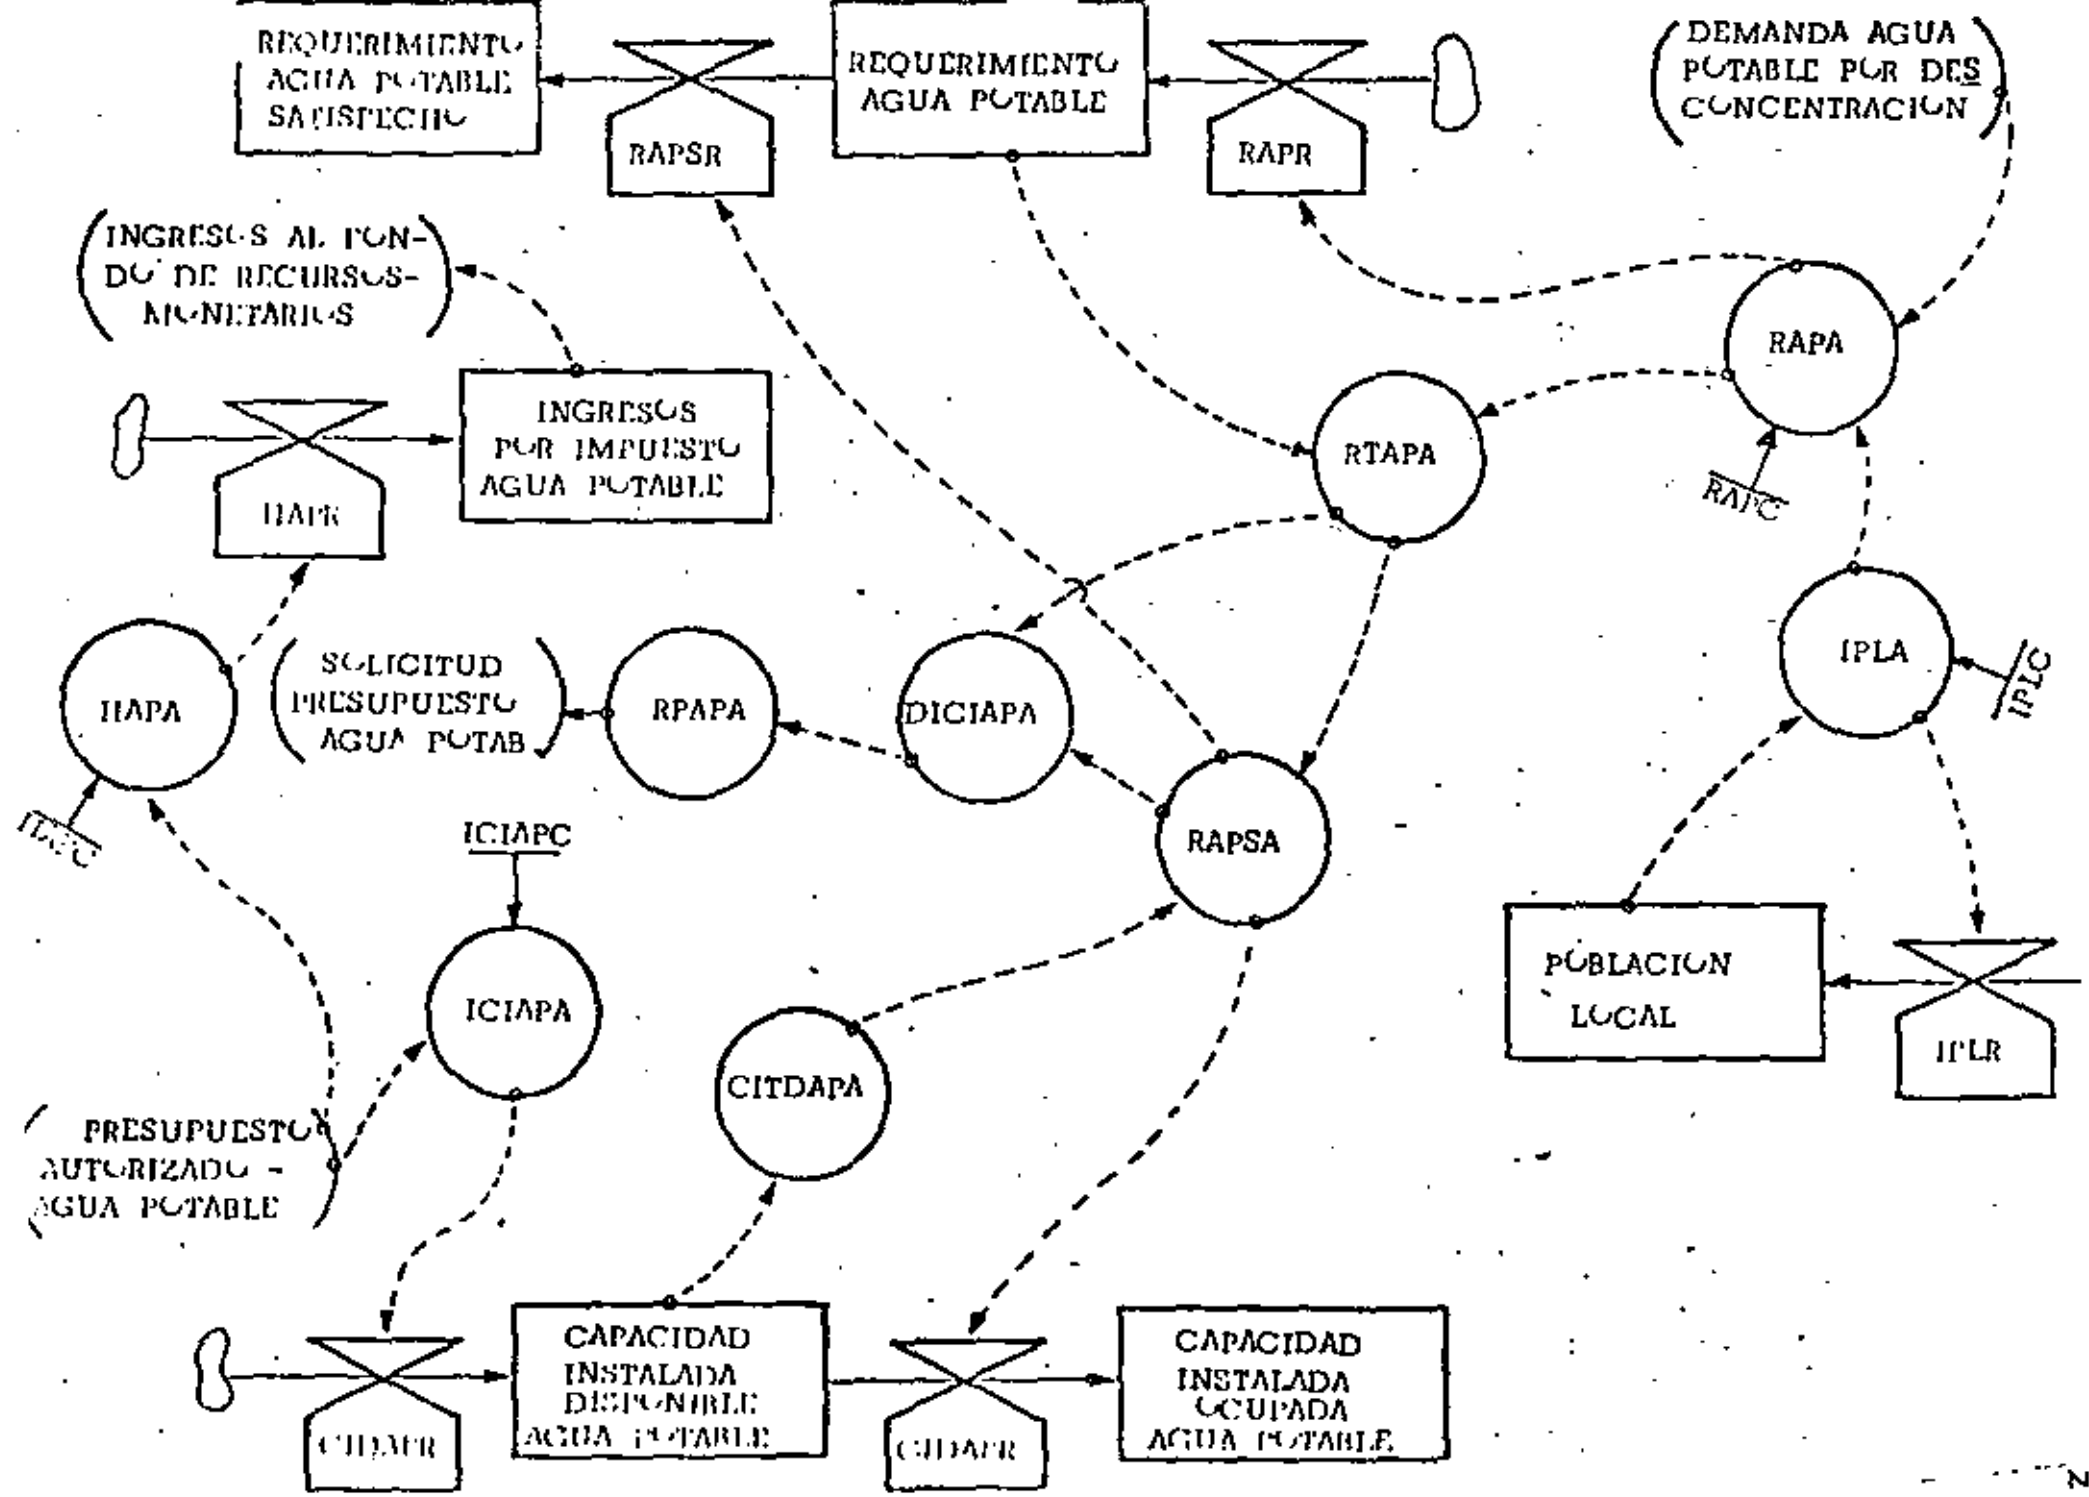 REQUERIMIENTO
AGUA POTABLE
SATISFECHO
RAPSR
REQUERIMIENTO
AGUA POTABLE
RAPR
DEMANDA AGUA
POTABLE POR DES
CONCENTRACION
INGRESOS AL FON-
DO DE RECURSOS-
MONETARIOS
INGRESOS
POR IMPUESTO
AGUA POTABLE
RAPA
RTAPA
RAPC
IPLA
IPLC
SOLICITUD
PRESUPUESTO
AGUA POTAB
RPAPA
DICIAPA
RAPSA
ICIAPC
ICIAPA
CITDAPA
POBLACION
LOCAL
IPLR
PRESUPUESTO
AUTORIZADO -
AGUA POTABLE
CAPACIDAD
INSTALADA
DISPONIBLE
AGUA POTABLE
CAPACIDAD
INSTALADA
OCUPADA
AGUA POTABLE
N